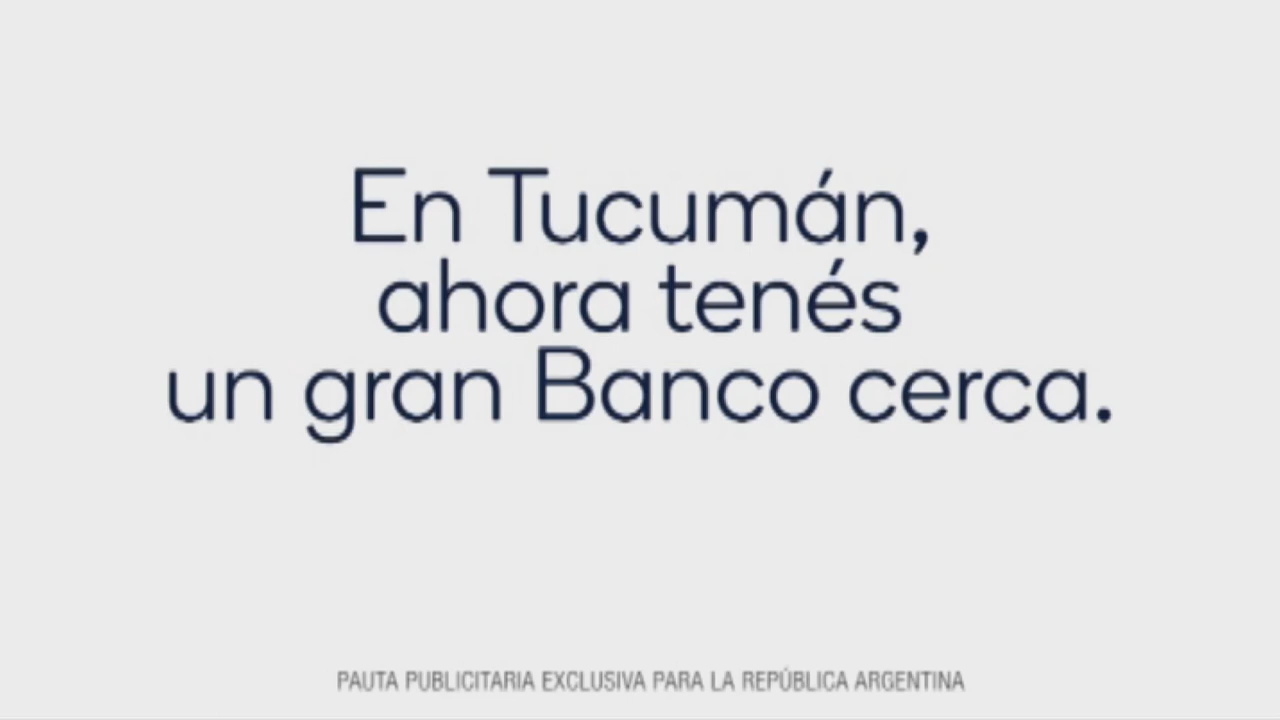 En Tucumán,
ahora tenés
un gran Banco cerca.
PAUTA PUBLICITARIA EXCLUSIVA PARA LA REPÚBLICA ARGENTINA